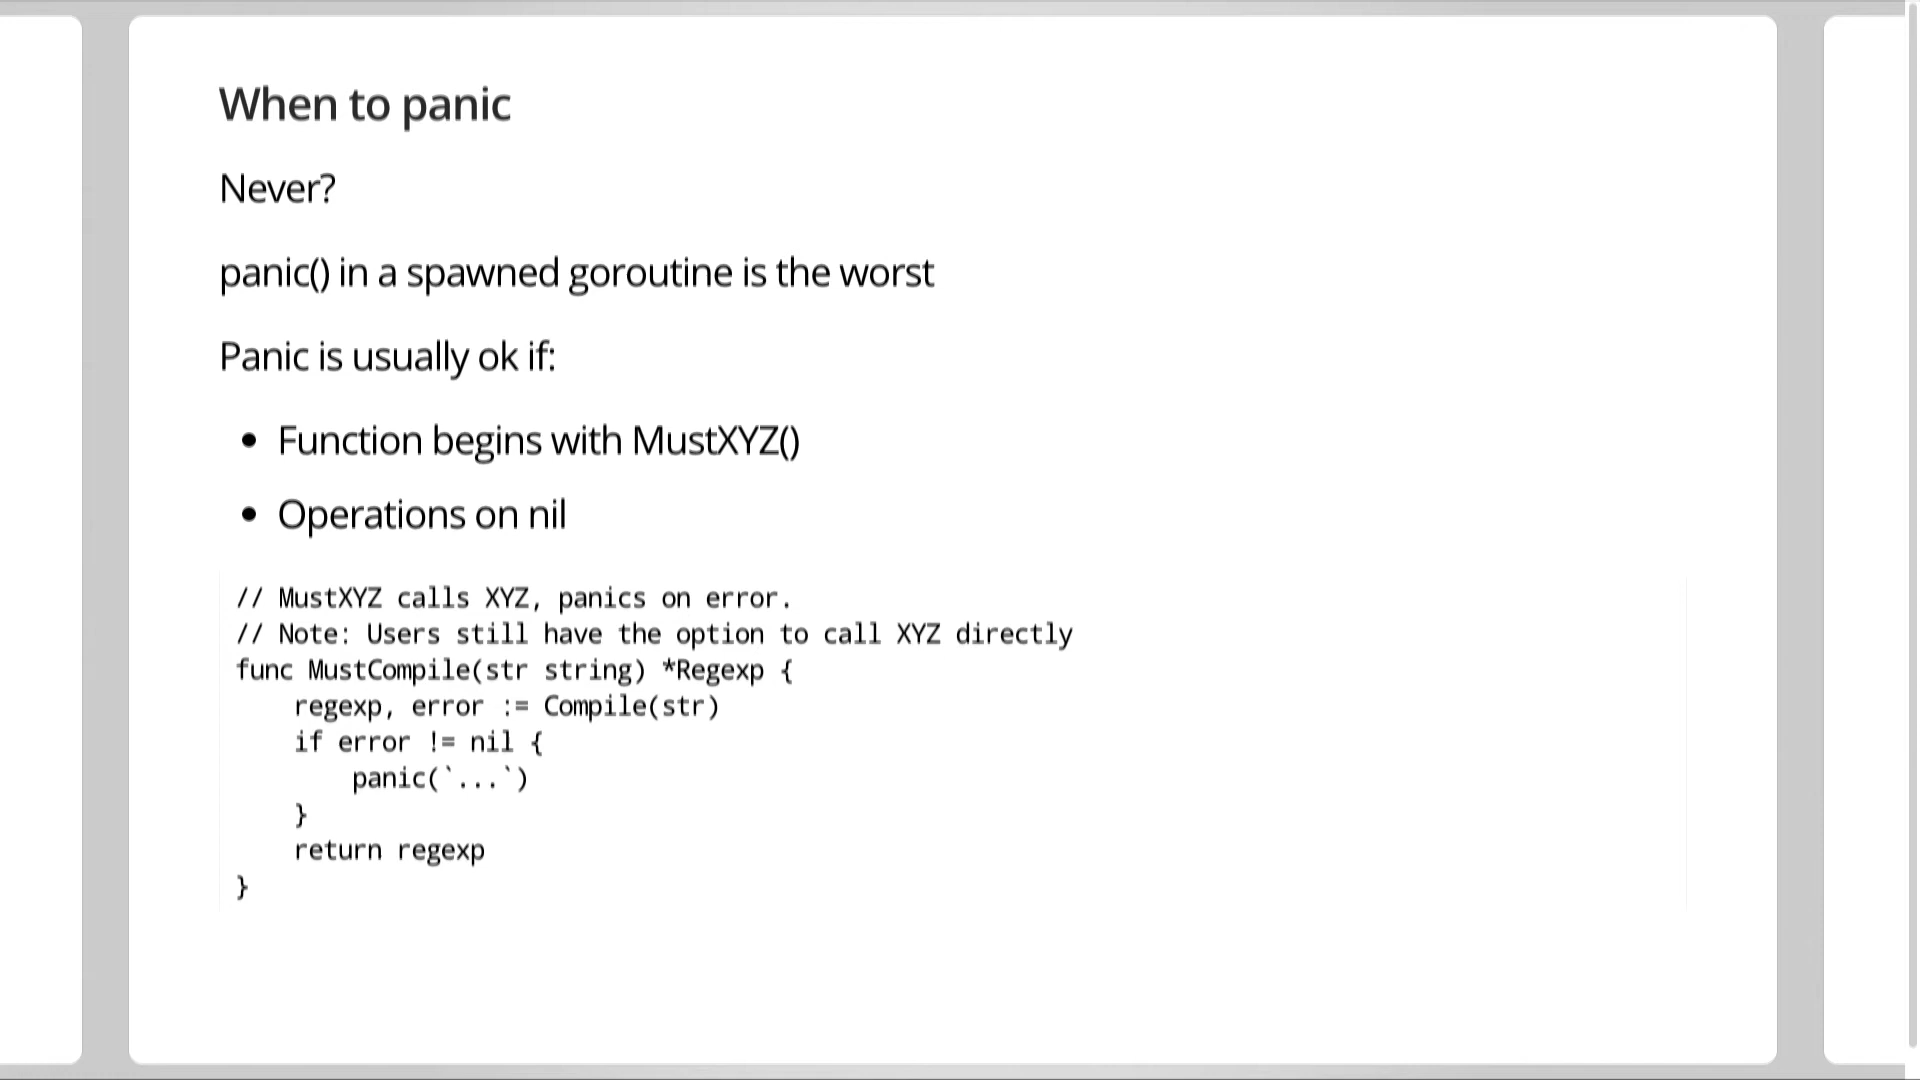 When to panic
Never?
panic() in a spawned goroutine is the worst
Panic is usually ok if:
• Function begins with MustXYZ()
• Operations on nil
// MustXYZ calls XYZ, panics on error.
// Note: Users still have the option to call XYZ directly
func MustCompile(str string) *Regexp {
    regexp, error := Compile(str)
    if error != nil {
        panic(`...`)
    }
    return regexp
}